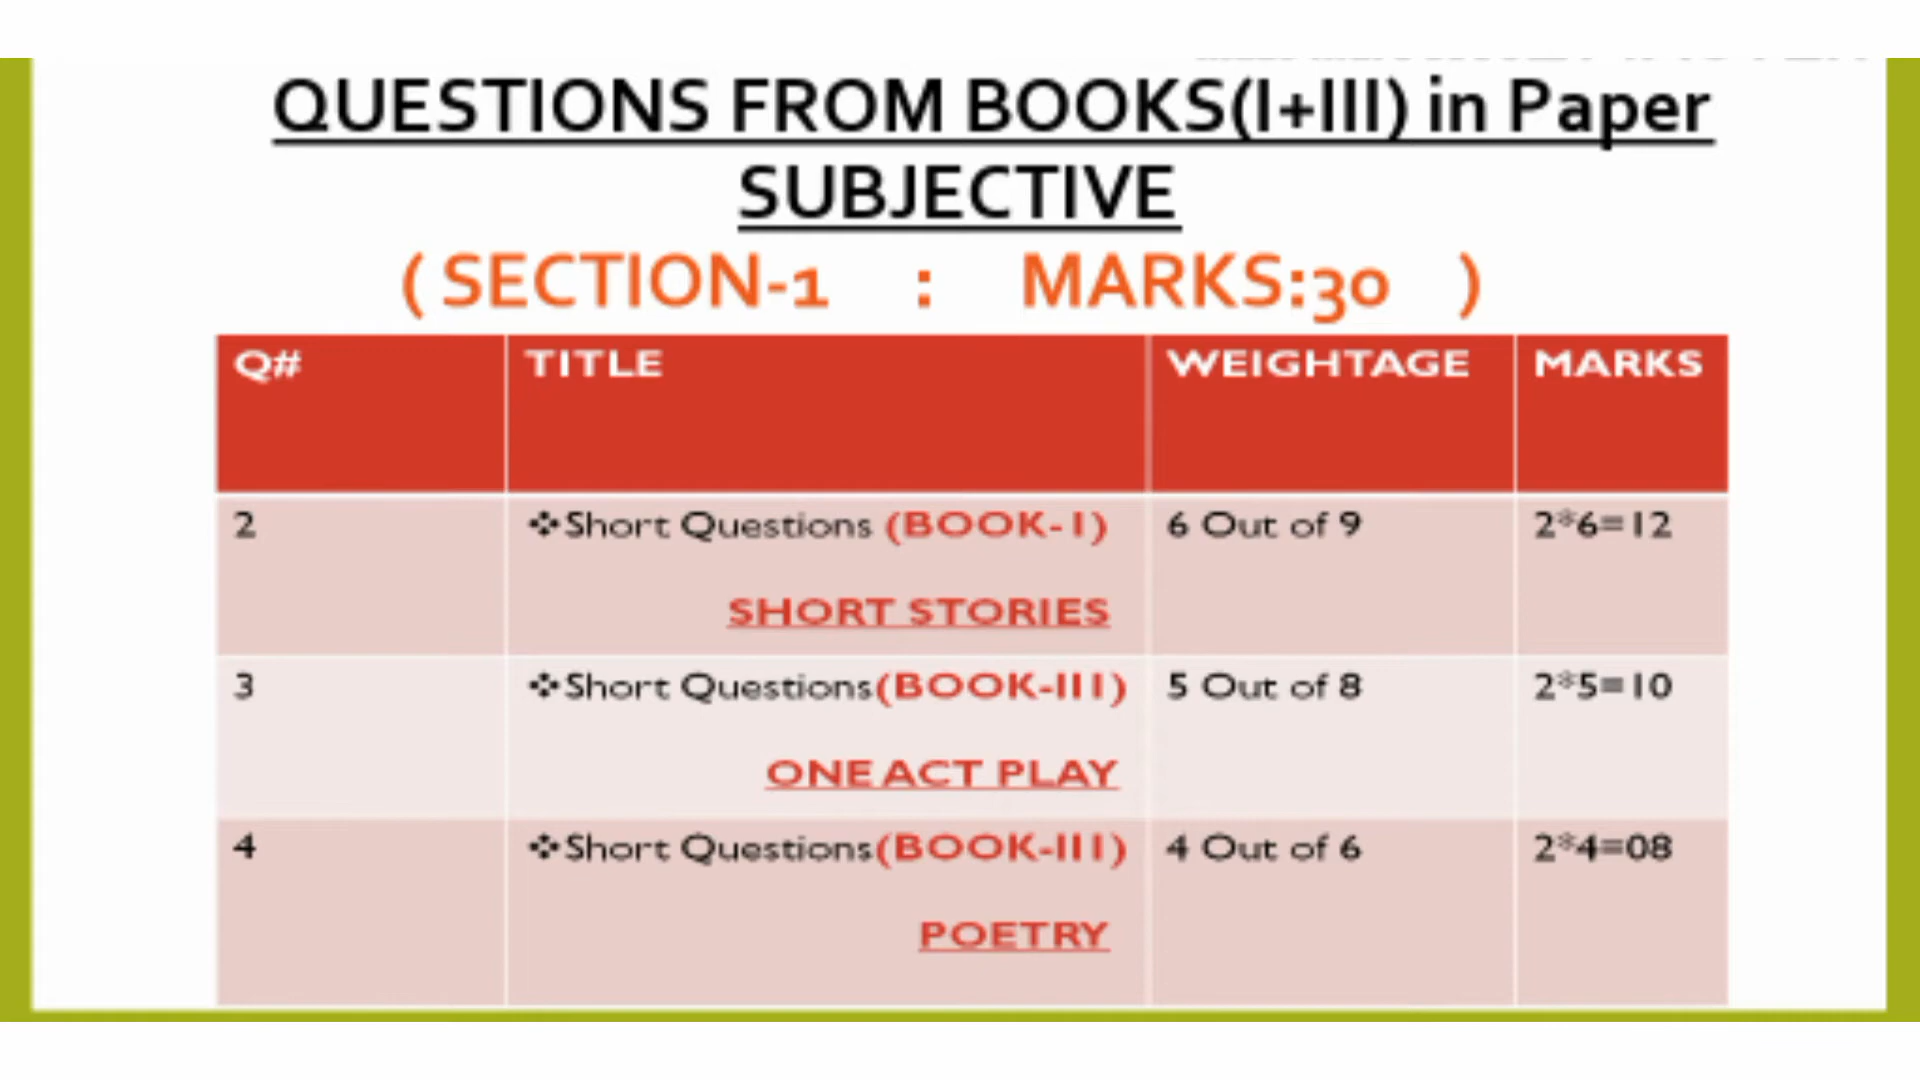 QUESTIONS FROM BOOKS(I+III) in Paper
SUBJECTIVE
( SECTION-1 : MARKS:30 )
Q# TITLE WEIGHTAGE MARKS
2 ❖Short Questions (BOOK-I) 6 Out of 9 2*6=12
SHORT STORIES
3 ❖Short Questions(BOOK-III) 5 Out of 8 2*5=10
ONE ACT PLAY
4 ❖Short Questions(BOOK-III) 4 Out of 6 2*4=08
POETRY